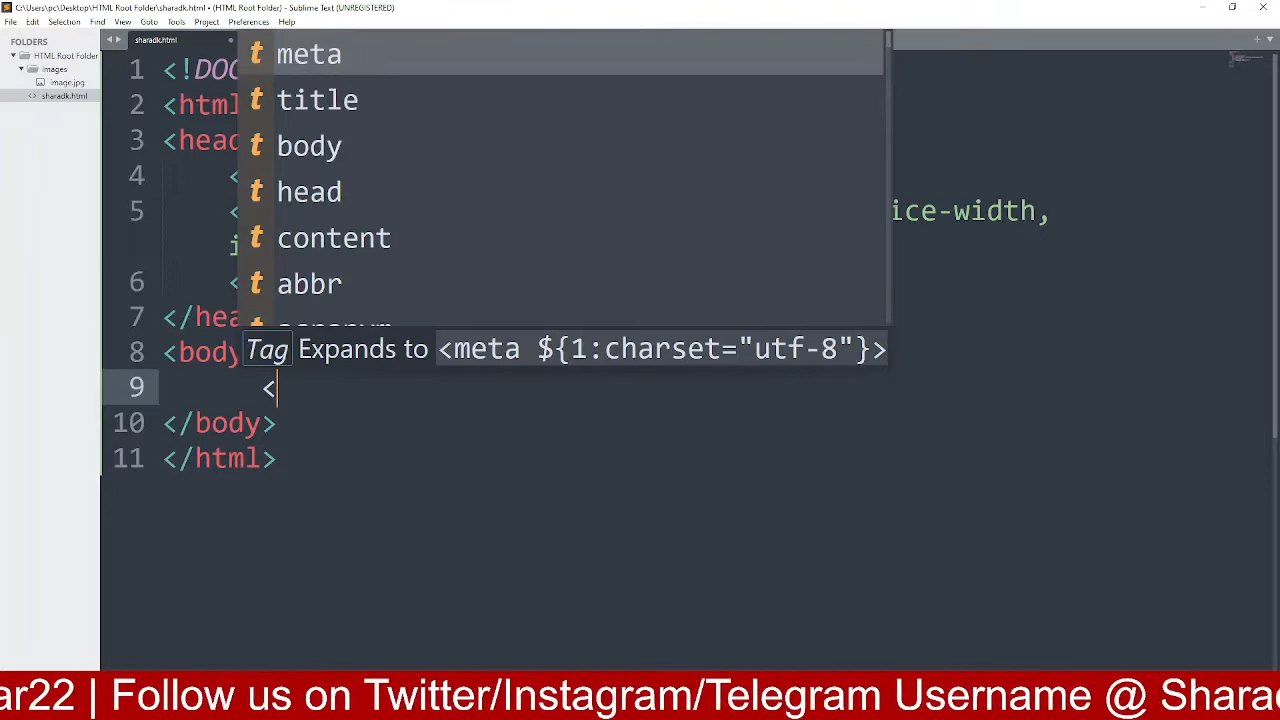 C:\Users\pc\Desktop\HTML Root Folder\sharadk.html • (HTML Root Folder) - Sublime Text (UNREGISTERED)
File Edit Selection Find View Goto Tools Project Preferences Help
FOLDERS
HTML Root Folder
images
image.jpg
sharadk.html
sharadk.html
1 <!DOC
2 <html
3 <head
4 <
5 < ice-width,
i
6 <
7 </hea
8 <body
9 <
10 </body>
11 </html>
t meta
t title
t body
t head
t content
t abbr
t acronym
Tag Expands to <meta ${1:charset="utf-8"}>
ar22 | Follow us on Twitter/Instagram/Telegram Username @ Sharad